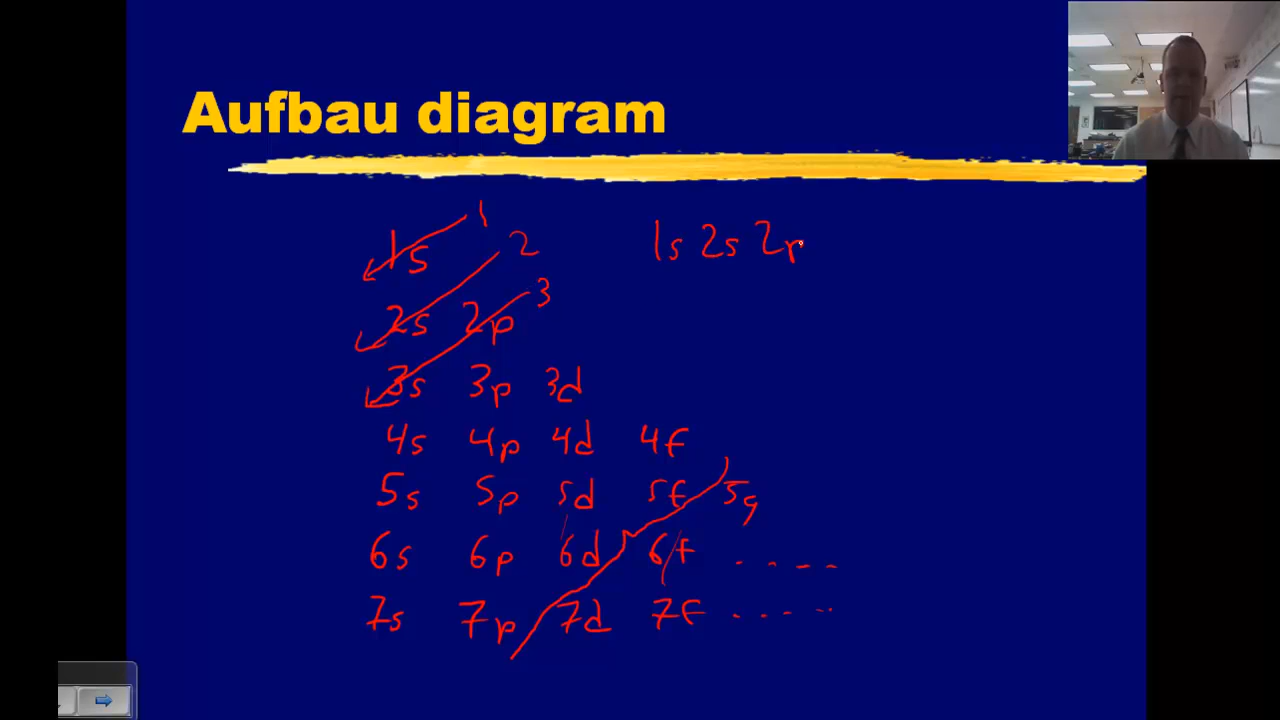 Aufbau diagram
1
1s
2
1s 2s 2p
2s 2p
3
3s 3p 3d
4s 4p 4d 4f
5s 5p 5d 5f 5g
6s 6p 6d 6f - - - -
7s 7p 7d 7f - - - - -